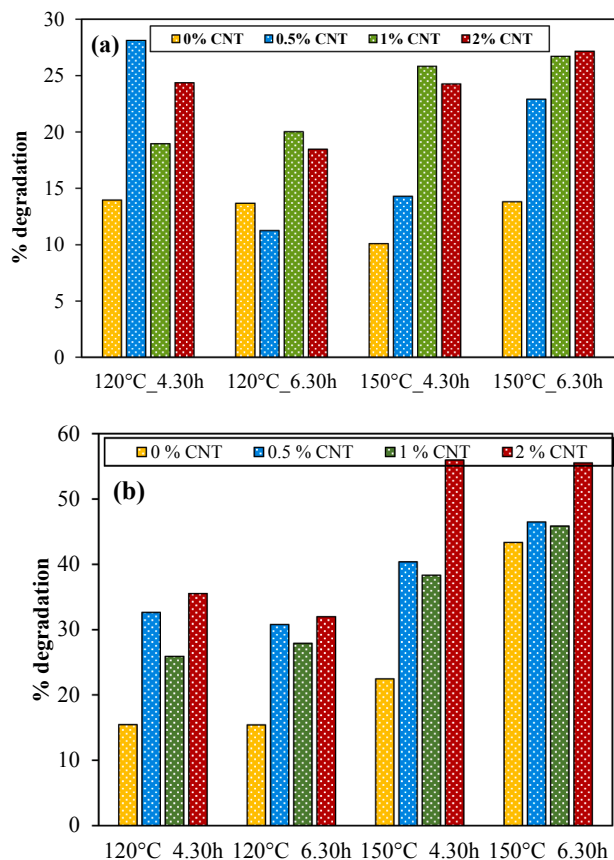 30
(a)
0% CNT 0.5% CNT 1% CNT 2% CNT
25
20
15
10
5
0
% degradation
120°C_4.30h 120°C_6.30h 150°C_4.30h 150°C_6.30h
60
0 % CNT 0.5 % CNT 1 % CNT 2 % CNT
(b)
50
40
30
20
10
0
% degradation
120°C 4.30h 120°C 6.30h 150°C 4.30h 150°C 6.30h